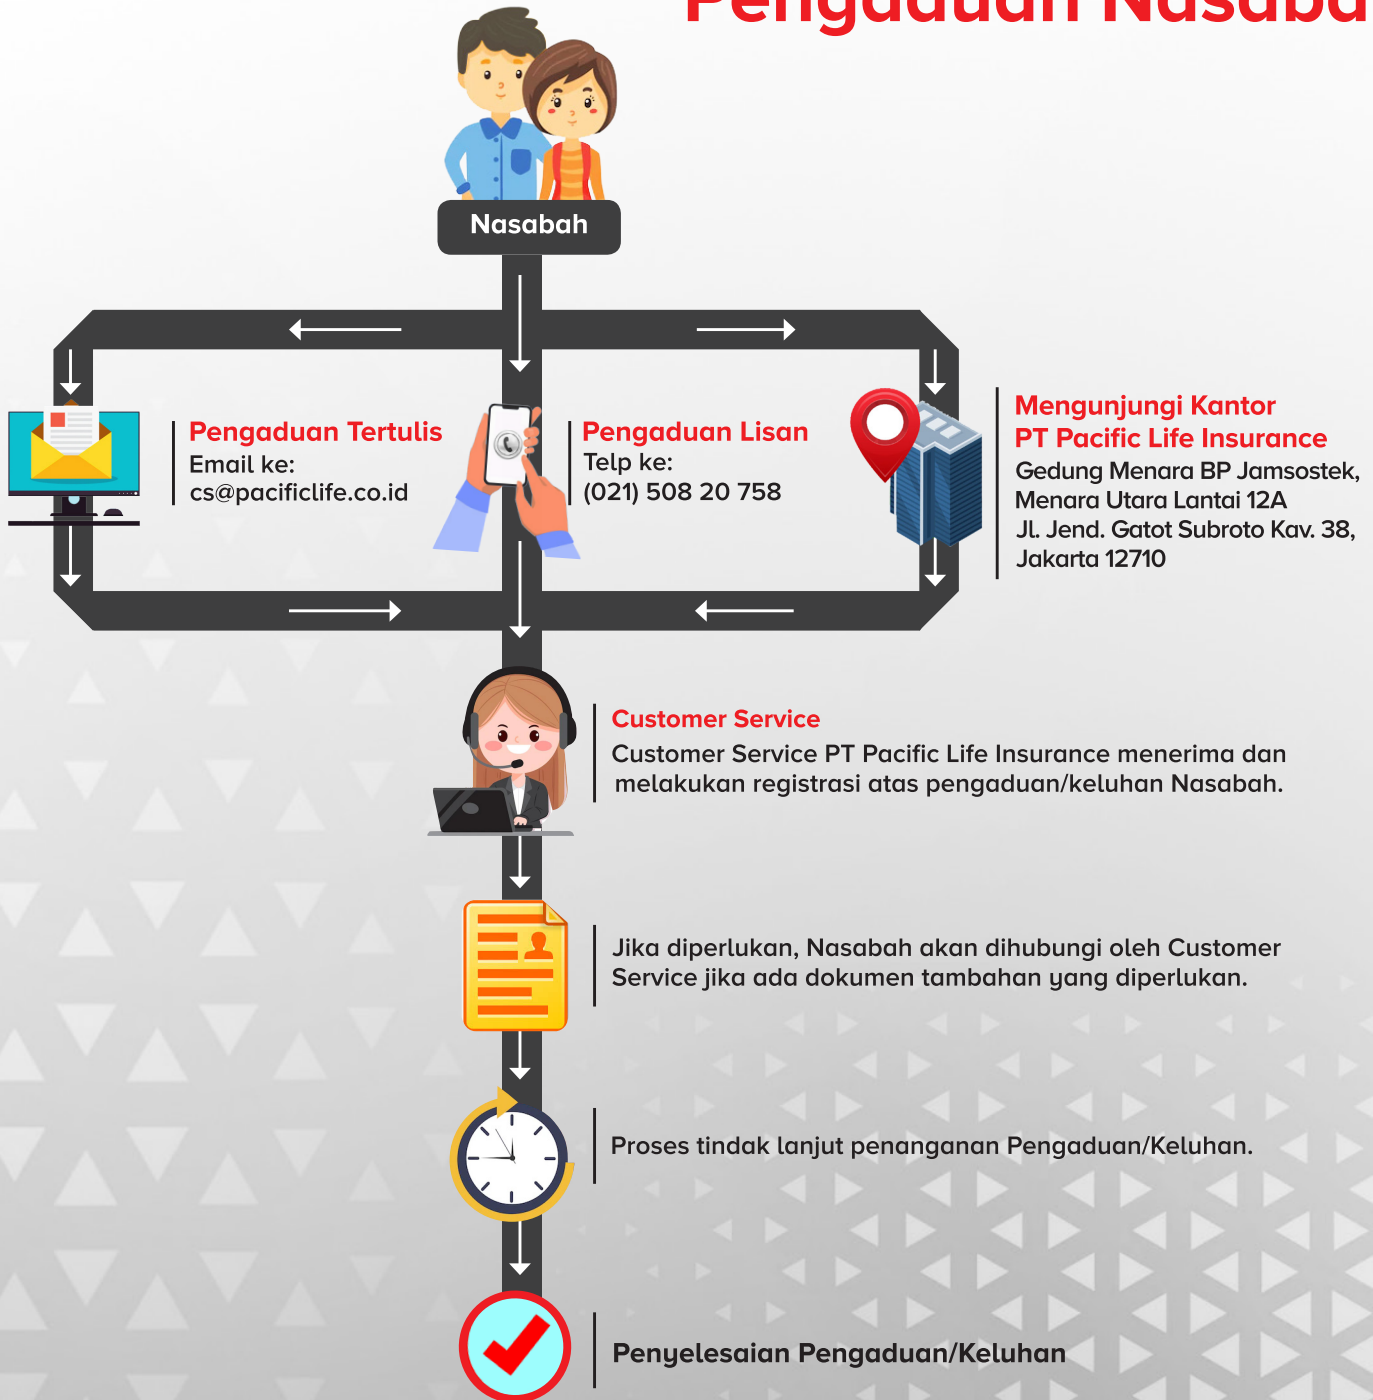 Pengaduan Nasaba
Nasabah
Pengaduan Tertulis
Email ke:
cs@pacificlife.co.id
Pengaduan Lisan
Telp ke:
(021) 508 20 758
Mengunjungi Kantor
PT Pacific Life Insurance
Gedung Menara BP Jamsostek,
Menara Utara Lantai 12A
Jl. Jend. Gatot Subroto Kav. 38,
Jakarta 12710
Customer Service
Customer Service PT Pacific Life Insurance menerima dan
melakukan registrasi atas pengaduan/keluhan Nasabah.
Jika diperlukan, Nasabah akan dihubungi oleh Customer
Service jika ada dokumen tambahan yang diperlukan.
Proses tindak lanjut penanganan Pengaduan/Keluhan.
Penyelesaian Pengaduan/Keluhan